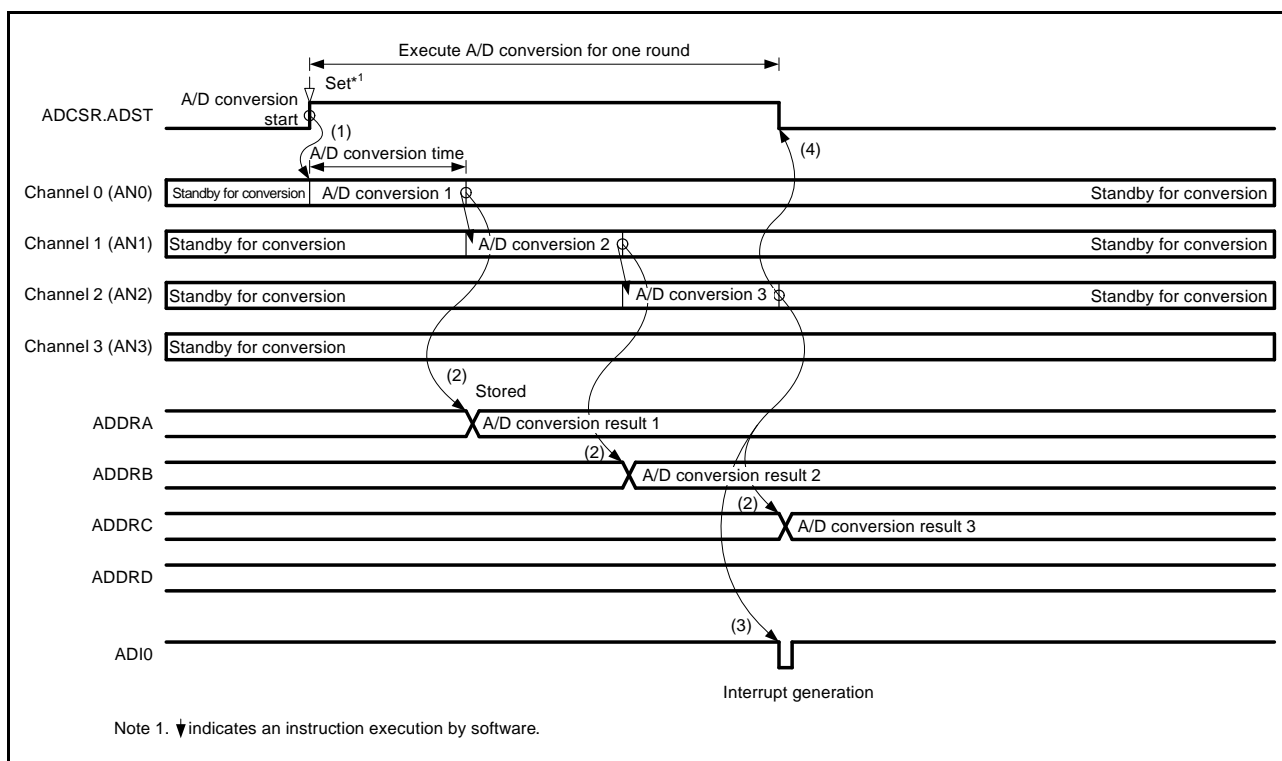 Execute A/D conversion for one round
Set*1
ADCSR.ADST
A/D conversion
start
(1)
(4)
A/D conversion time
Channel 0 (AN0)
Standby for conversion
A/D conversion 1
Standby for conversion
Channel 1 (AN1)
Standby for conversion
A/D conversion 2
Standby for conversion
Channel 2 (AN2)
Standby for conversion
A/D conversion 3
Standby for conversion
Channel 3 (AN3)
Standby for conversion
(2)
Stored
ADDRA
A/D conversion result 1
ADDRB
(2)
A/D conversion result 2
ADDRC
(2)
A/D conversion result 3
ADDRD
(3)
ADI0
Interrupt generation
Note 1. indicates an instruction execution by software.